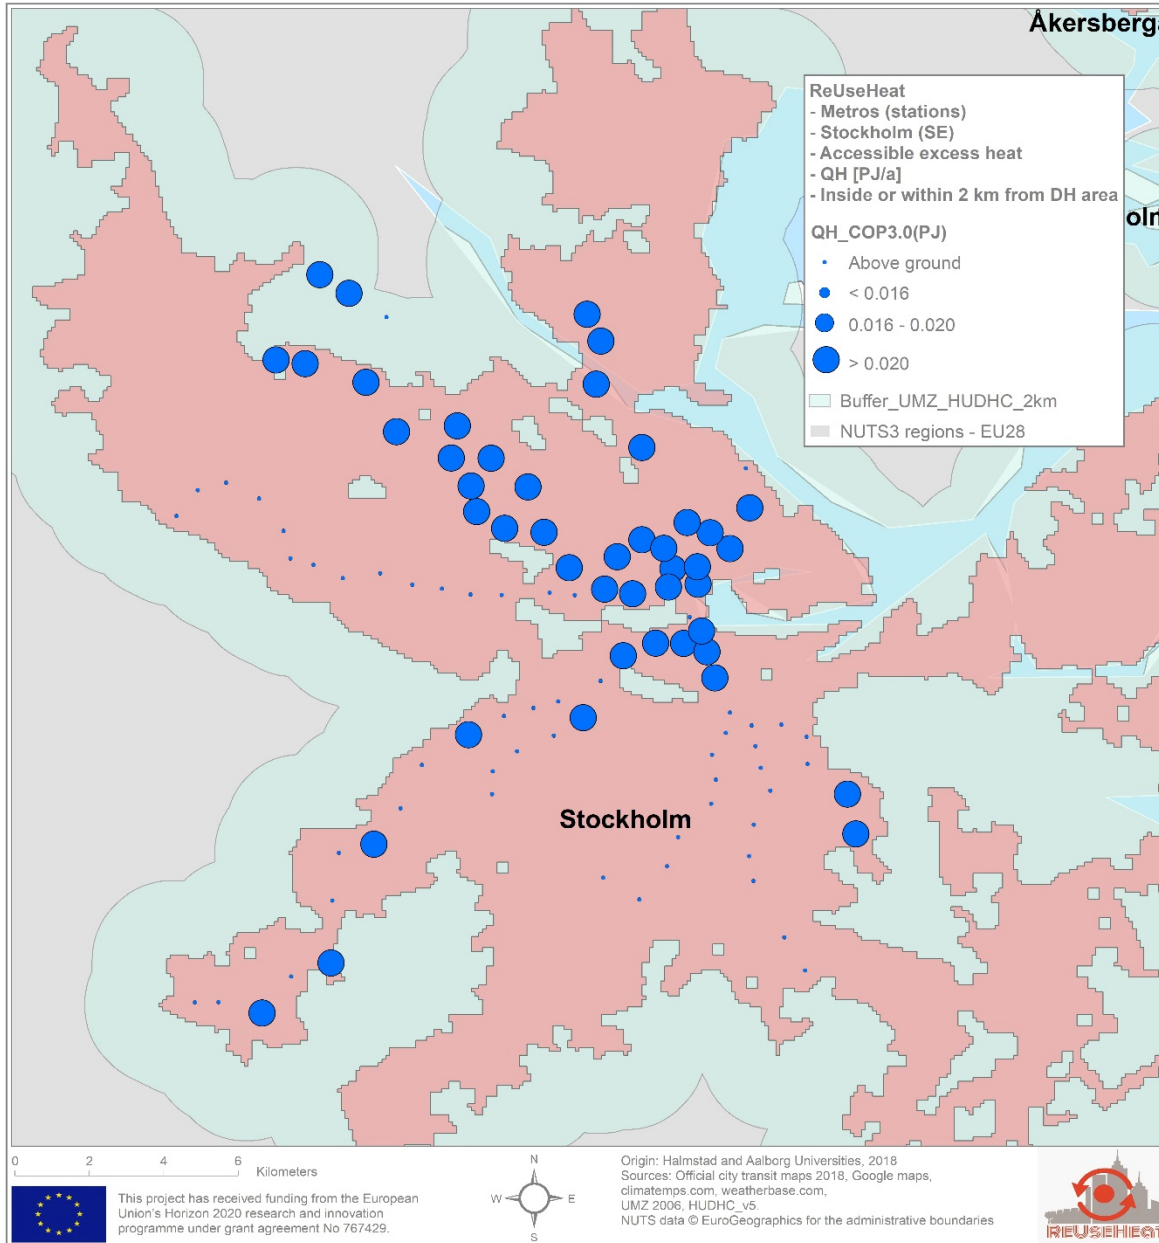 Åkersberga
ReUseHeat
- Metros (stations)
- Stockholm (SE)
- Accessible excess heat
- QH [PJ/a]
- Inside or within 2 km from DH area
QH_COP3.0(PJ)
Above ground
< 0.016
0.016 - 0.020
> 0.020
Buffer_UMZ_HUDHC_2km
NUTS3 regions - EU28
olm
Stockholm
0 2 4 6
Kilometers
N
W E
S
This project has received funding from the European
Union's Horizon 2020 research and innovation
programme under grant agreement No 767429.
Origin: Halmstad and Aalborg Universities, 2018
Sources: Official city transit maps 2018, Google maps,
climatemps.com, weatherbase.com,
UMZ 2006, HUDHC_v5.
NUTS data © EuroGeographics for the administrative boundaries
REUSEHEAT